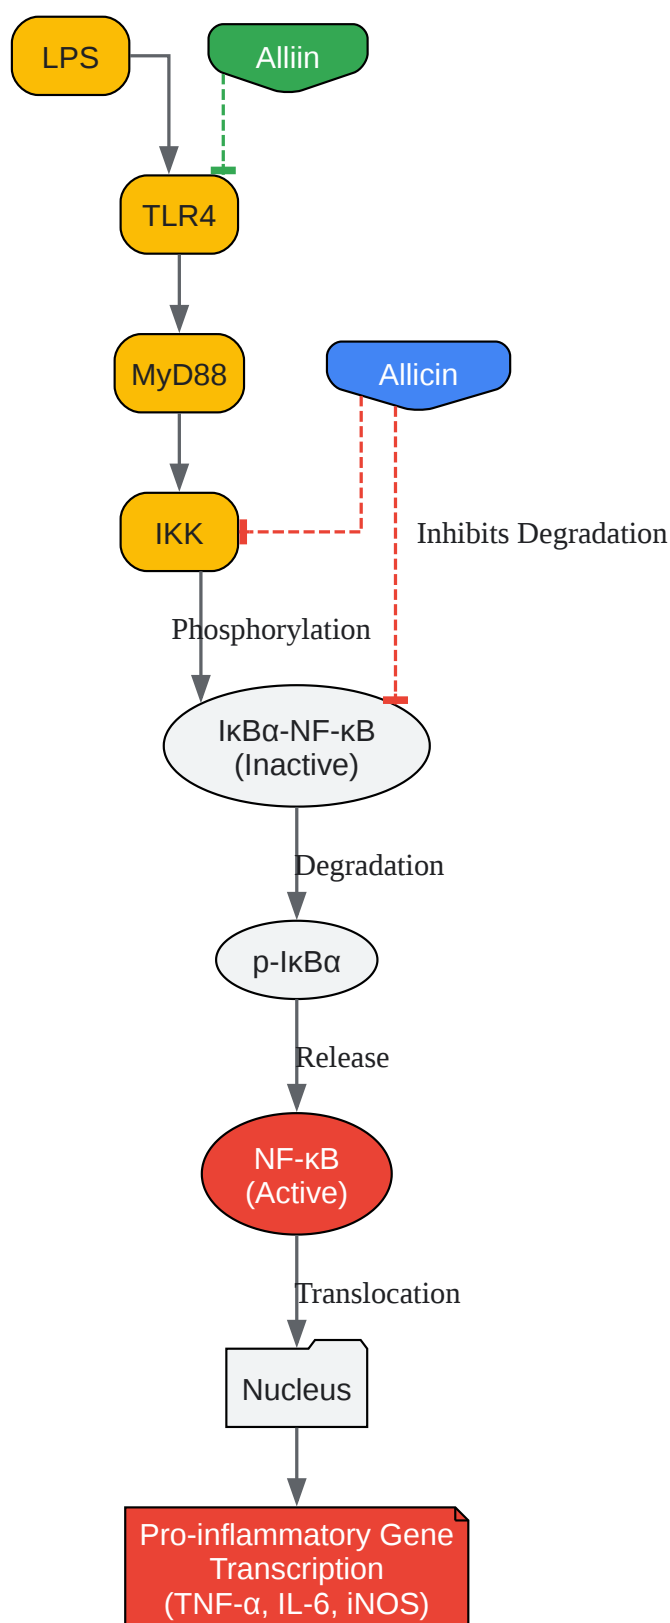 LPS
Alliin
TLR4
MyD88
Allicin
IKK
Inhibits Degradation
Phosphorylation
IκBα-NF-κB
(Inactive)
Degradation
p-IκBα
Release
NF-κB
(Active)
Translocation
Nucleus
Pro-inflammatory Gene
Transcription
(TNF-α, IL-6, iNOS)